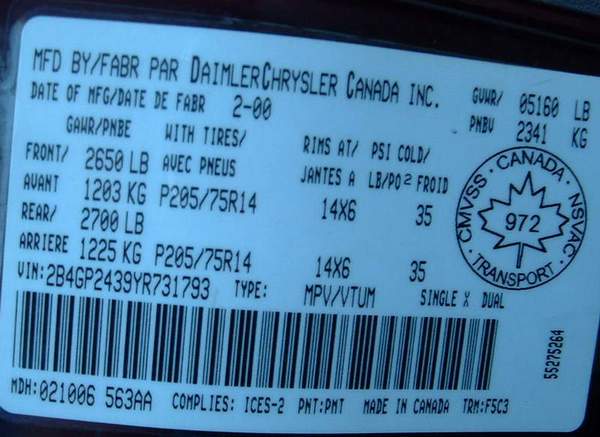 MFD BY/FABR PAR DAIMLERCHRYSLER CANADA INC.
DATE OF MFG/DATE DE FABR 2-00
GVWR/ 05160 LB
PNBV 2341 KG
GAWR/PNBE WITH TIRES/ RIMS AT/ PSI COLD/
FRONT/ 2650 LB AVEC PNEUS JANTES A LB/PO² FROID
AVANT 1203 KG P205/75R14 14X6 35
REAR/ 2700 LB
ARRIERE 1225 KG P205/75R14 14X6 35
CMVSS · CANADA · NSVAC · TRANSPORT ·
972
VIN:2B4GP2439YR731793 TYPE: MPV/VTUM SINGLE X DUAL
55275264
MDH:021006 563AA COMPLIES: ICES-2 PNT:PMT MADE IN CANADA TRM:F5C3